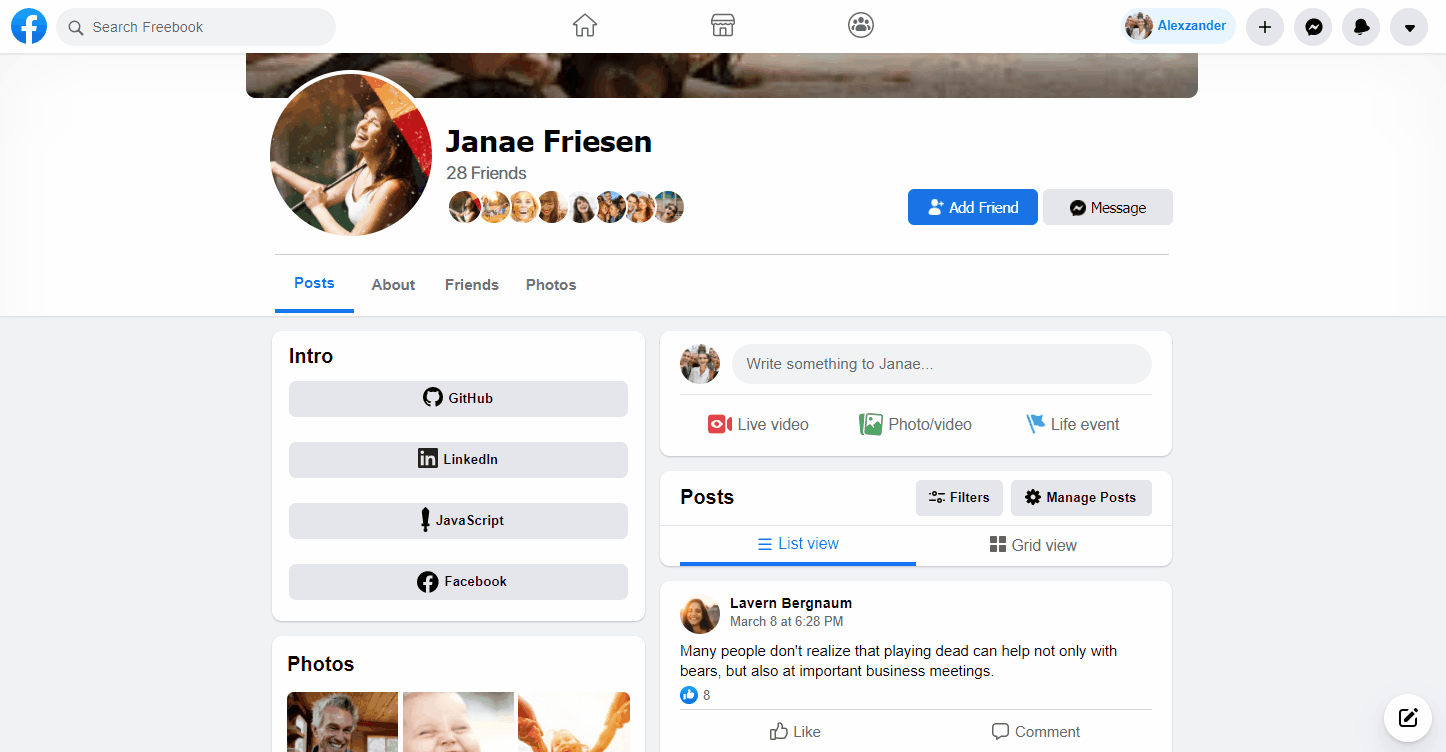 Search Freebook
Alexzander
Janae Friesen
28 Friends
Add Friend
Message
Posts
About
Friends
Photos
Intro
GitHub
LinkedIn
JavaScript
Facebook
Photos
Write something to Janae...
Live video
Photo/video
Life event
Posts
Filters
Manage Posts
List view
Grid view
Lavern Bergnaum
March 8 at 6:28 PM
Many people don't realize that playing dead can help not only with
bears, but also at important business meetings.
8
Like
Comment